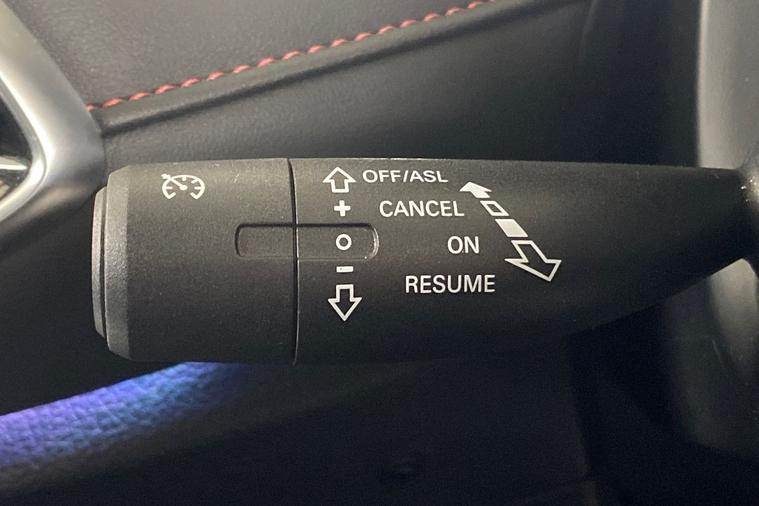 OFF/ASL
+ CANCEL
O ON
-
RESUME